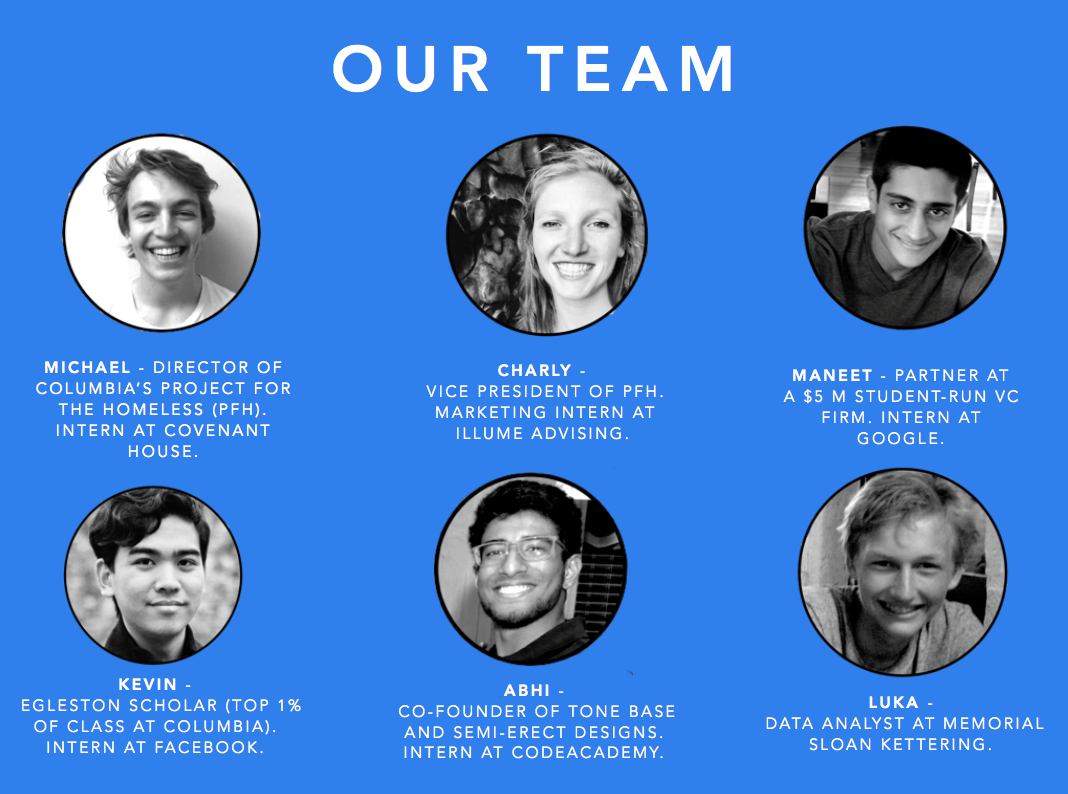 OUR TEAM
MICHAEL - DIRECTOR OF
COLUMBIA'S PROJECT FOR
THE HOMELESS (PFH).
INTERN AT COVENANT
HOUSE.
CHARLY -
VICE PRESIDENT OF PFH.
MARKETING INTERN AT
ILLUME ADVISING.
MANEET - PARTNER AT
A $5 M STUDENT-RUN VC
FIRM. INTERN AT
GOOGLE.
KEVIN -
EGLESTON SCHOLAR (TOP 1%
OF CLASS AT COLUMBIA).
INTERN AT FACEBOOK.
ABHI -
CO-FOUNDER OF TONE BASE
AND SEMI-ERECT DESIGNS.
INTERN AT CODEACADEMY.
LUKA -
DATA ANALYST AT MEMORIAL
SLOAN KETTERING.